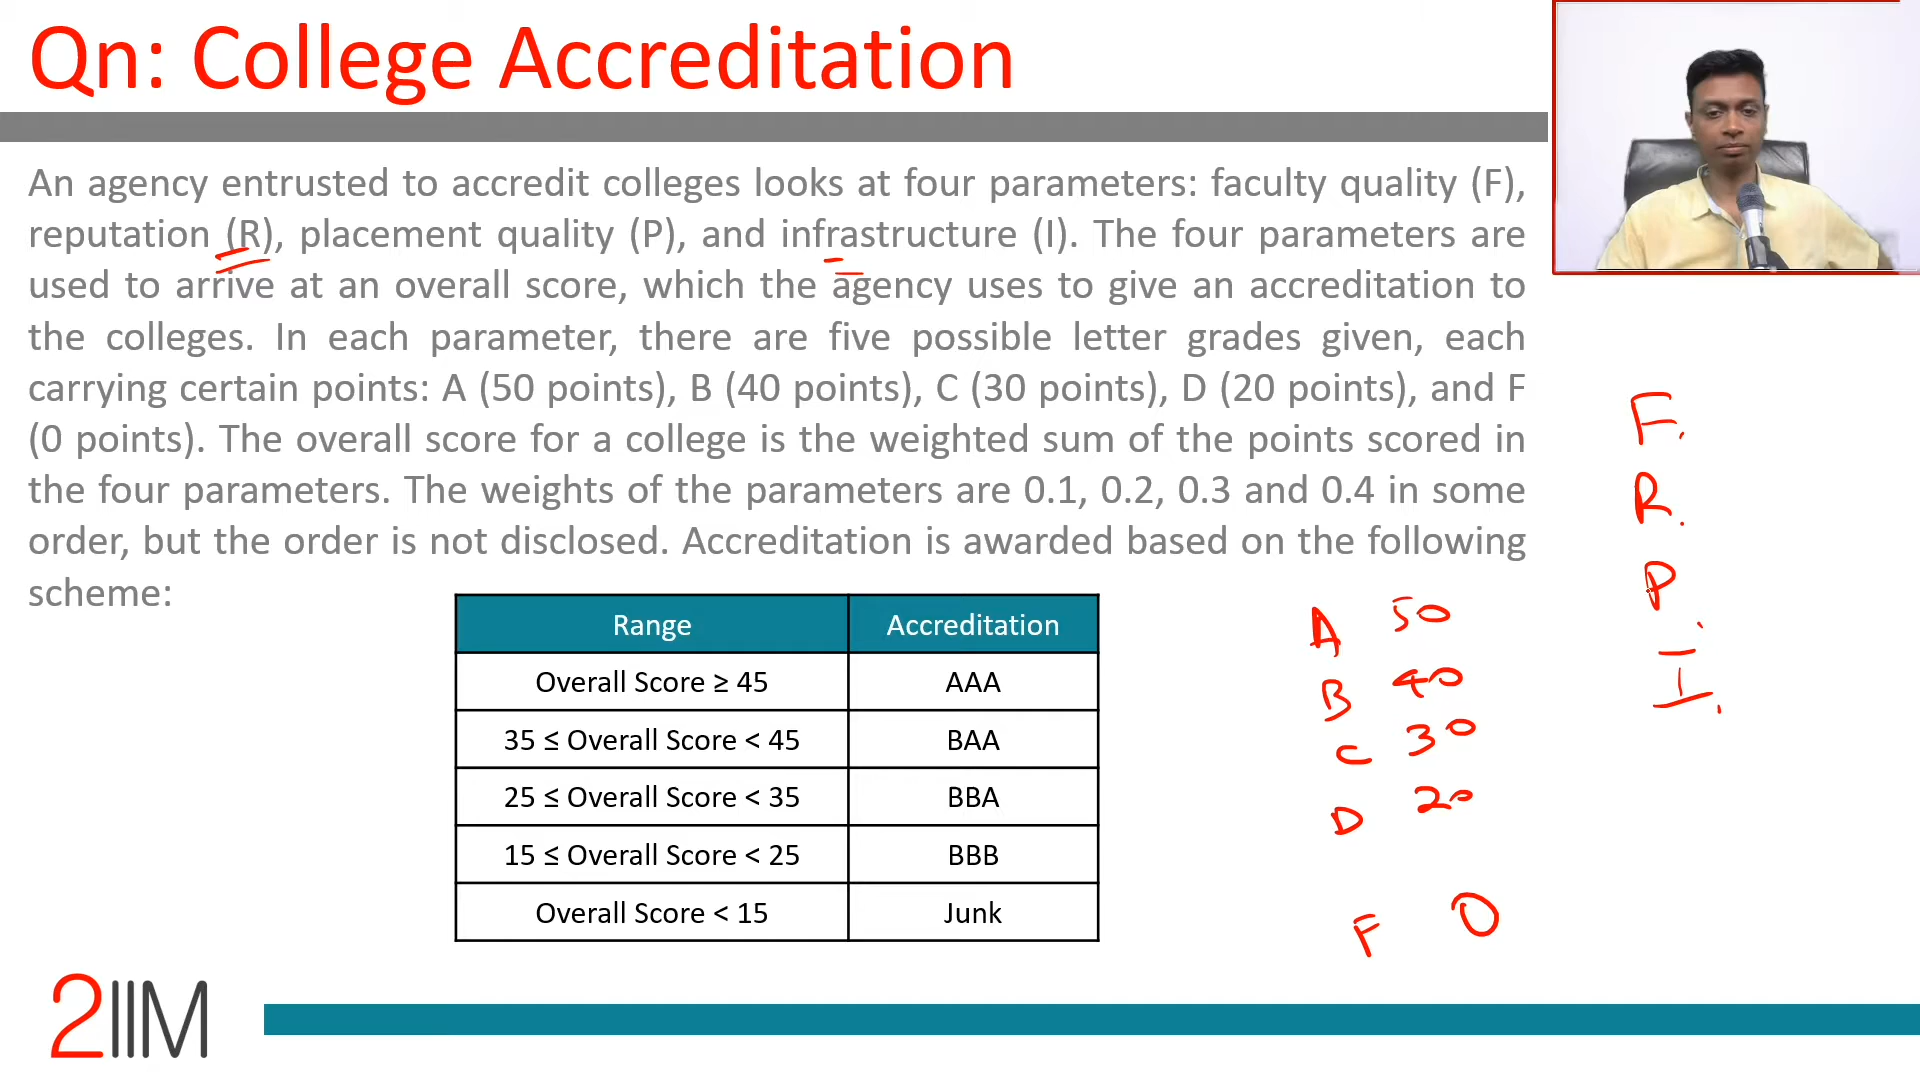 Qn: College Accreditation
An agency entrusted to accredit colleges looks at four parameters: faculty quality (F),
reputation (R), placement quality (P), and infrastructure (I). The four parameters are
used to arrive at an overall score, which the agency uses to give an accreditation to
the colleges. In each parameter, there are five possible letter grades given, each
carrying certain points: A (50 points), B (40 points), C (30 points), D (20 points), and F
(0 points). The overall score for a college is the weighted sum of the points scored in
the four parameters. The weights of the parameters are 0.1, 0.2, 0.3 and 0.4 in some
order, but the order is not disclosed. Accreditation is awarded based on the following
scheme:
Range Accreditation
Overall Score ≥ 45 AAA
35 ≤ Overall Score < 45 BAA
25 ≤ Overall Score < 35 BBA
15 ≤ Overall Score < 25 BBB
Overall Score < 15 Junk
A 50
B 40
C 30
D 20
F 0
F.
R.
P.
I.
2IIM